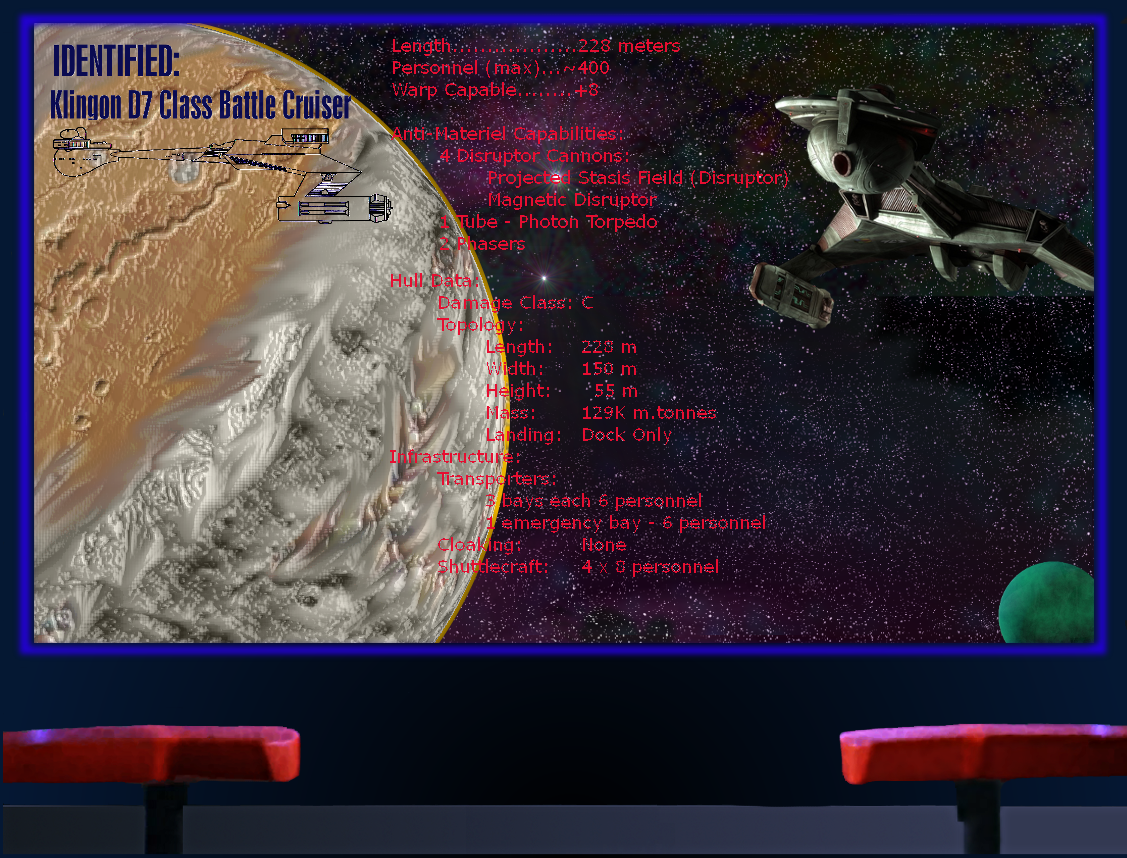 IDENTIFIED:
Klingon D7 Class Battle Cruiser
Length..................228 meters
Personnel (max)...~400
Warp Capable........+8
Anti-Materiel Capabilities:
4 Disruptor Cannons:
Projected Stasis Fieild (Disruptor)
Magnetic Disruptor
1 Tube - Photon Torpedo
2 Phasers
Hull Data:
Damage Class: C
Topology:
Length: 228 m
Width: 150 m
Height: 55 m
Mass: 129K m.tonnes
Landing: Dock Only
Infrastructure:
Transporters:
3 bays each 6 personnel
1 emergency bay - 6 personnel
Cloaking: None
Shuttlecraft: 4 x 8 personnel